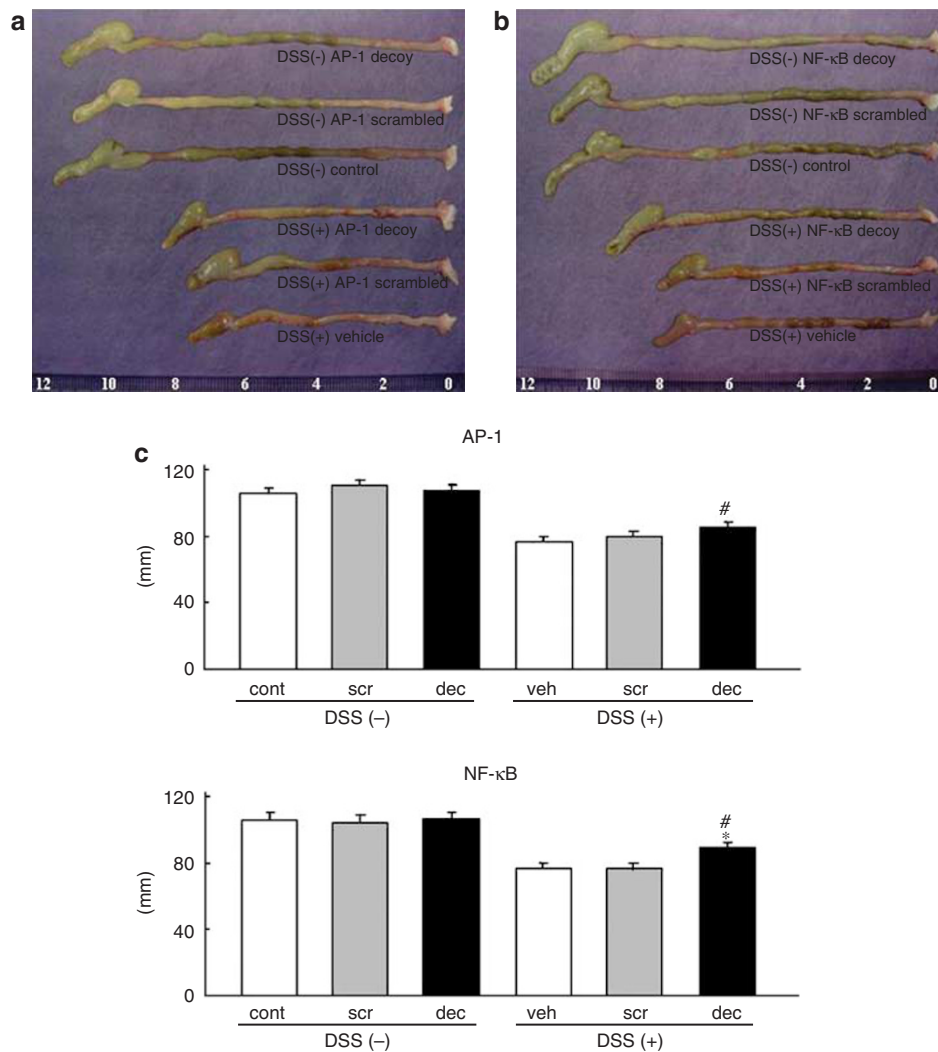 a
DSS(-) AP-1 decoy
DSS(-) AP-1 scrambled
DSS(-) control
DSS(+) AP-1 decoy
DSS(+) AP-1 scrambled
DSS(+) vehicle
12 10 8 6 4 2 0
b
DSS(-) NF-κB decoy
DSS(-) NF-κB scrambled
DSS(-) control
DSS(+) NF-κB decoy
DSS(+) NF-κB scrambled
DSS(+) vehicle
12 10 8 6 4 2 0
c
AP-1
(mm)
120
80
40
0
#
cont scr dec veh scr dec
DSS (–) DSS (+)
NF-κB
(mm)
120
80
40
0
#
*
cont scr dec veh scr dec
DSS (–) DSS (+)